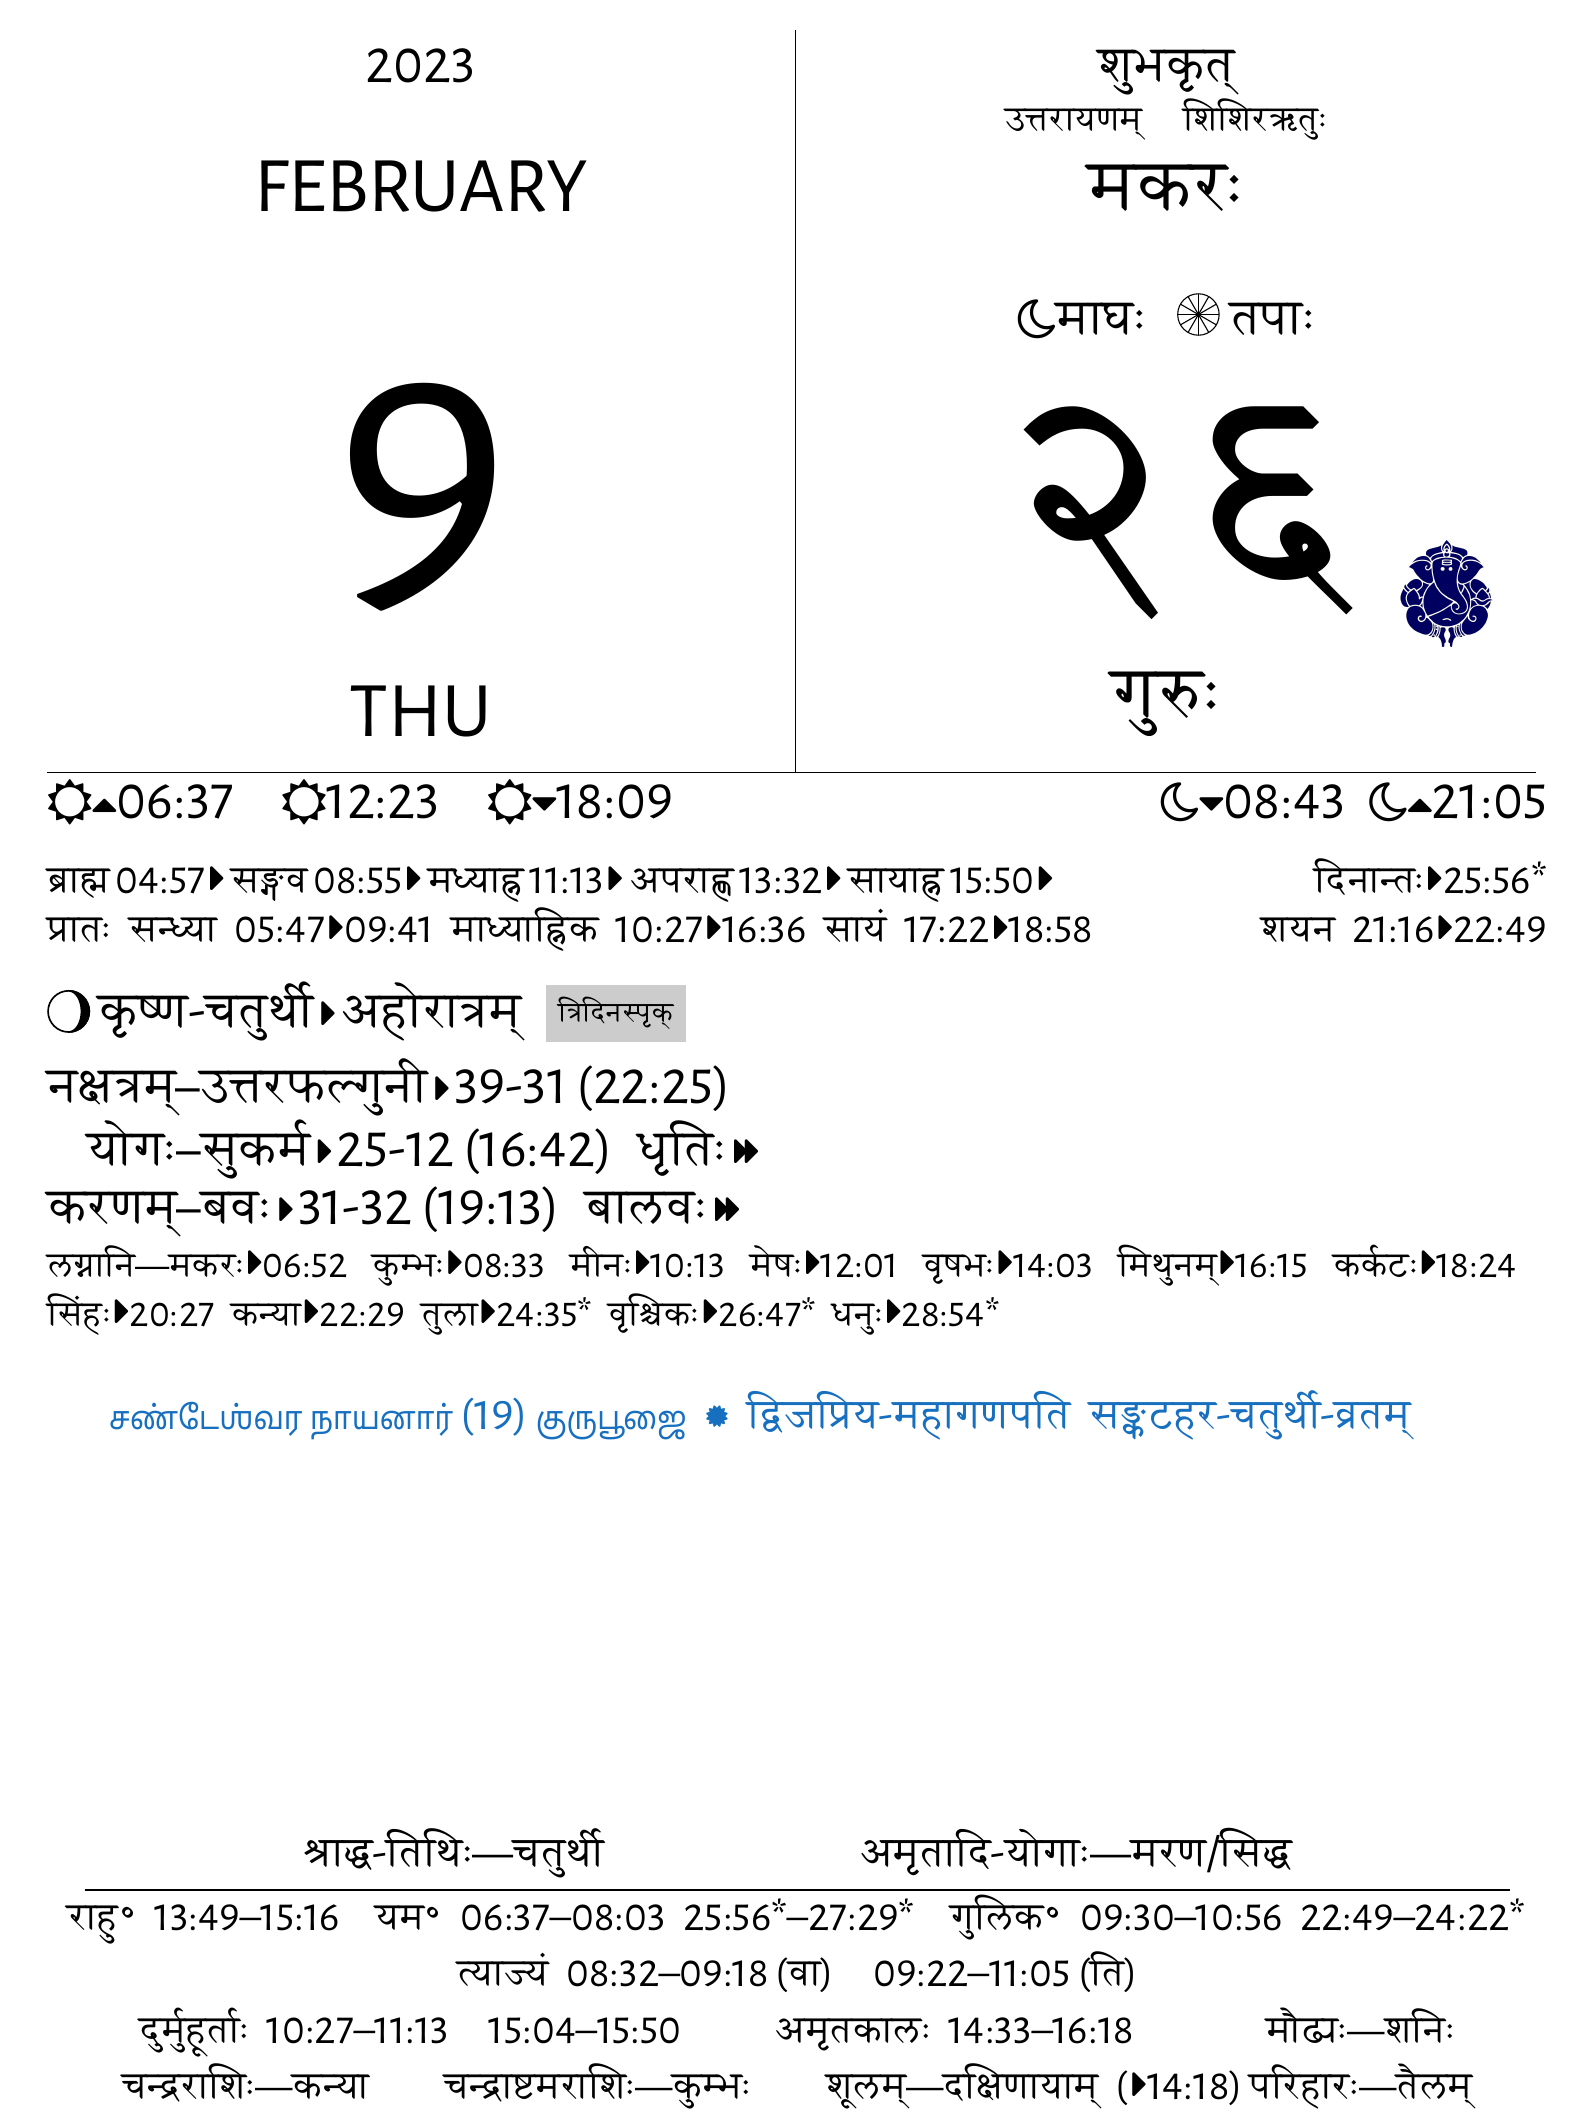 2023
FEBRUARY
9
THU
शुभकृत्
उत्तरायणम् शिशिरऋतुः
मकरः
माघः तपाः
२६
गुरुः
06:37 12:23 18:09 08:43 21:05
ब्राह्म 04:57 सङ्गव 08:55 मध्याह्न 11:13 अपराह्ण 13:32 सायाह्न 15:50 दिनान्तः 25:56*
प्रातः सन्ध्या 05:47 09:41 माध्याह्निक 10:27 16:36 सायं 17:22 18:58 शयन 21:16 22:49
कृष्ण-चतुर्थी अहोरात्रम् त्रिदिनस्पृक्
नक्षत्रम्–उत्तरफल्गुनी 39-31 (22:25)
योगः–सुकर्म 25-12 (16:42) धृतिः
करणम्–बवः 31-32 (19:13) बालवः
लग्नानि—मकरः 06:52 कुम्भः 08:33 मीनः 10:13 मेषः 12:01 वृषभः 14:03 मिथुनम् 16:15 कर्कटः 18:24
सिंहः 20:27 कन्या 22:29 तुला 24:35* वृश्चिकः 26:47* धनुः 28:54*
சண்டேஶ்வர நாயனார் (19) குருபூஜை ✹ द्विजप्रिय-महागणपति सङ्कटहर-चतुर्थी-व्रतम्
श्राद्ध-तिथिः—चतुर्थी अमृतादि-योगाः—मरण/सिद्ध
राहु॰ 13:49–15:16 यम॰ 06:37–08:03 25:56*–27:29* गुलिक॰ 09:30–10:56 22:49–24:22*
त्याज्यं 08:32–09:18 (वा) 09:22–11:05 (ति)
दुर्मुहूर्ताः 10:27–11:13 15:04–15:50 अमृतकालः 14:33–16:18 मौढ्यः—शनिः
चन्द्रराशिः—कन्या चन्द्राष्टमराशिः—कुम्भः शूलम्—दक्षिणायाम् (14:18) परिहारः—तैलम्